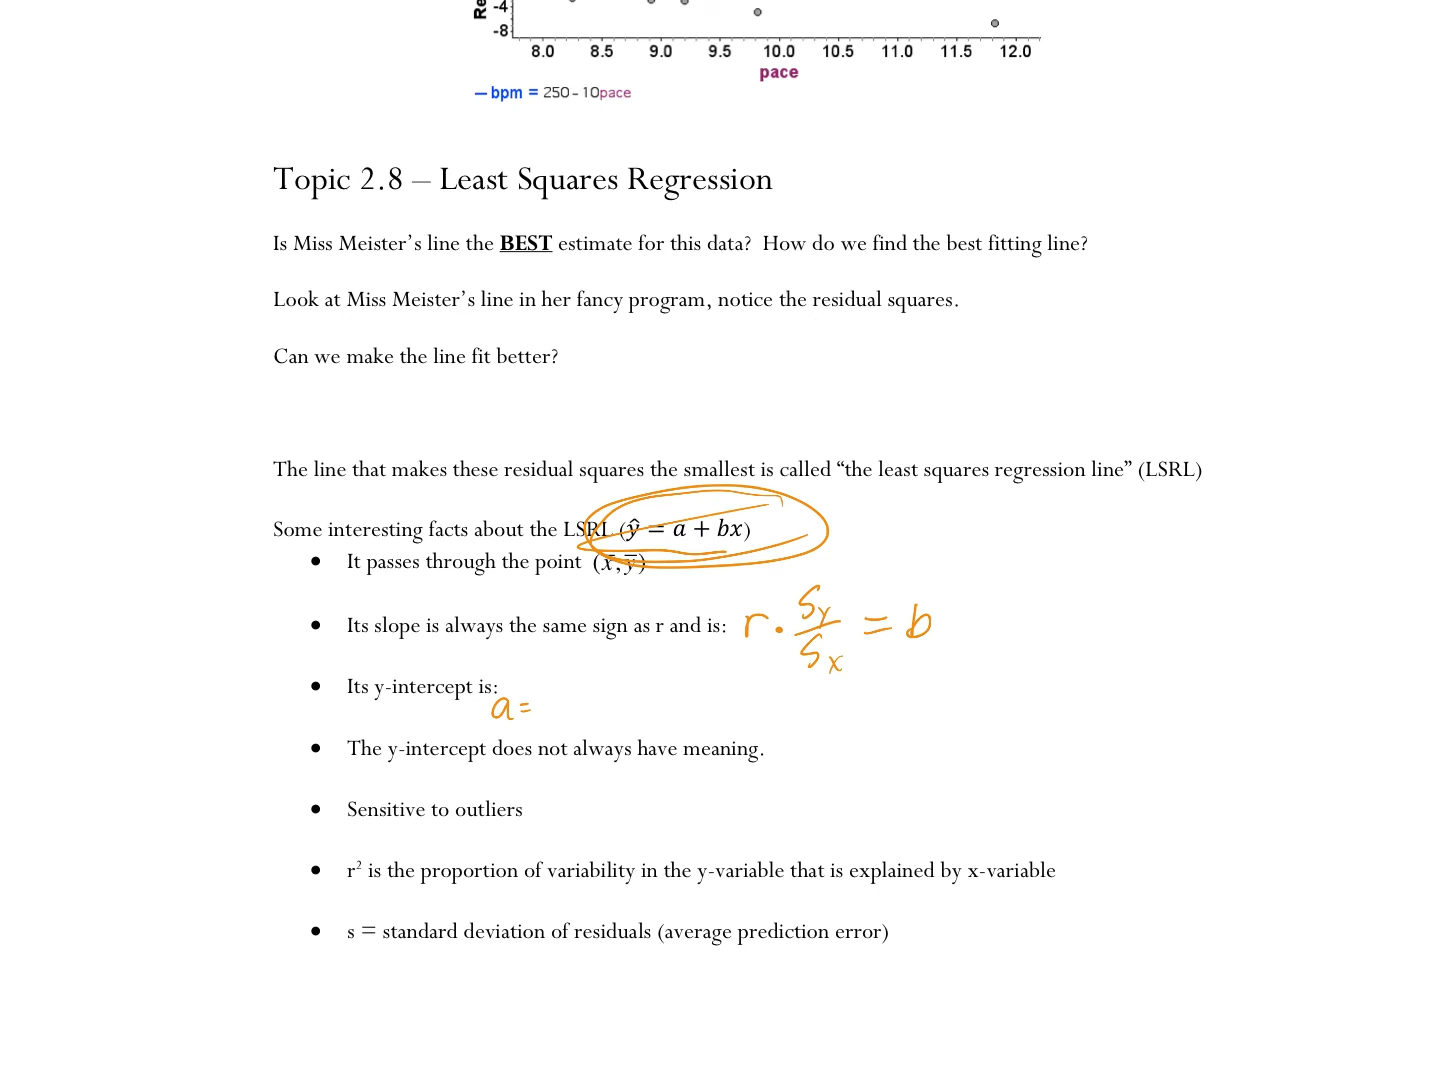 Re
-4
-8
8.0 8.5 9.0 9.5 10.0 10.5 11.0 11.5 12.0
pace
bpm = 250 - 10pace
Topic 2.8 – Least Squares Regression
Is Miss Meister’s line the BEST estimate for this data? How do we find the best fitting line?
Look at Miss Meister’s line in her fancy program, notice the residual squares.
Can we make the line fit better?
The line that makes these residual squares the smallest is called “the least squares regression line” (LSRL)
Some interesting facts about the LSRL (ŷ = a + bx)
• It passes through the point (x̄, ȳ)
• Its slope is always the same sign as r and is: r · Sy/Sx = b
• Its y-intercept is:
a =
• The y-intercept does not always have meaning.
• Sensitive to outliers
• r² is the proportion of variability in the y-variable that is explained by x-variable
• s = standard deviation of residuals (average prediction error)